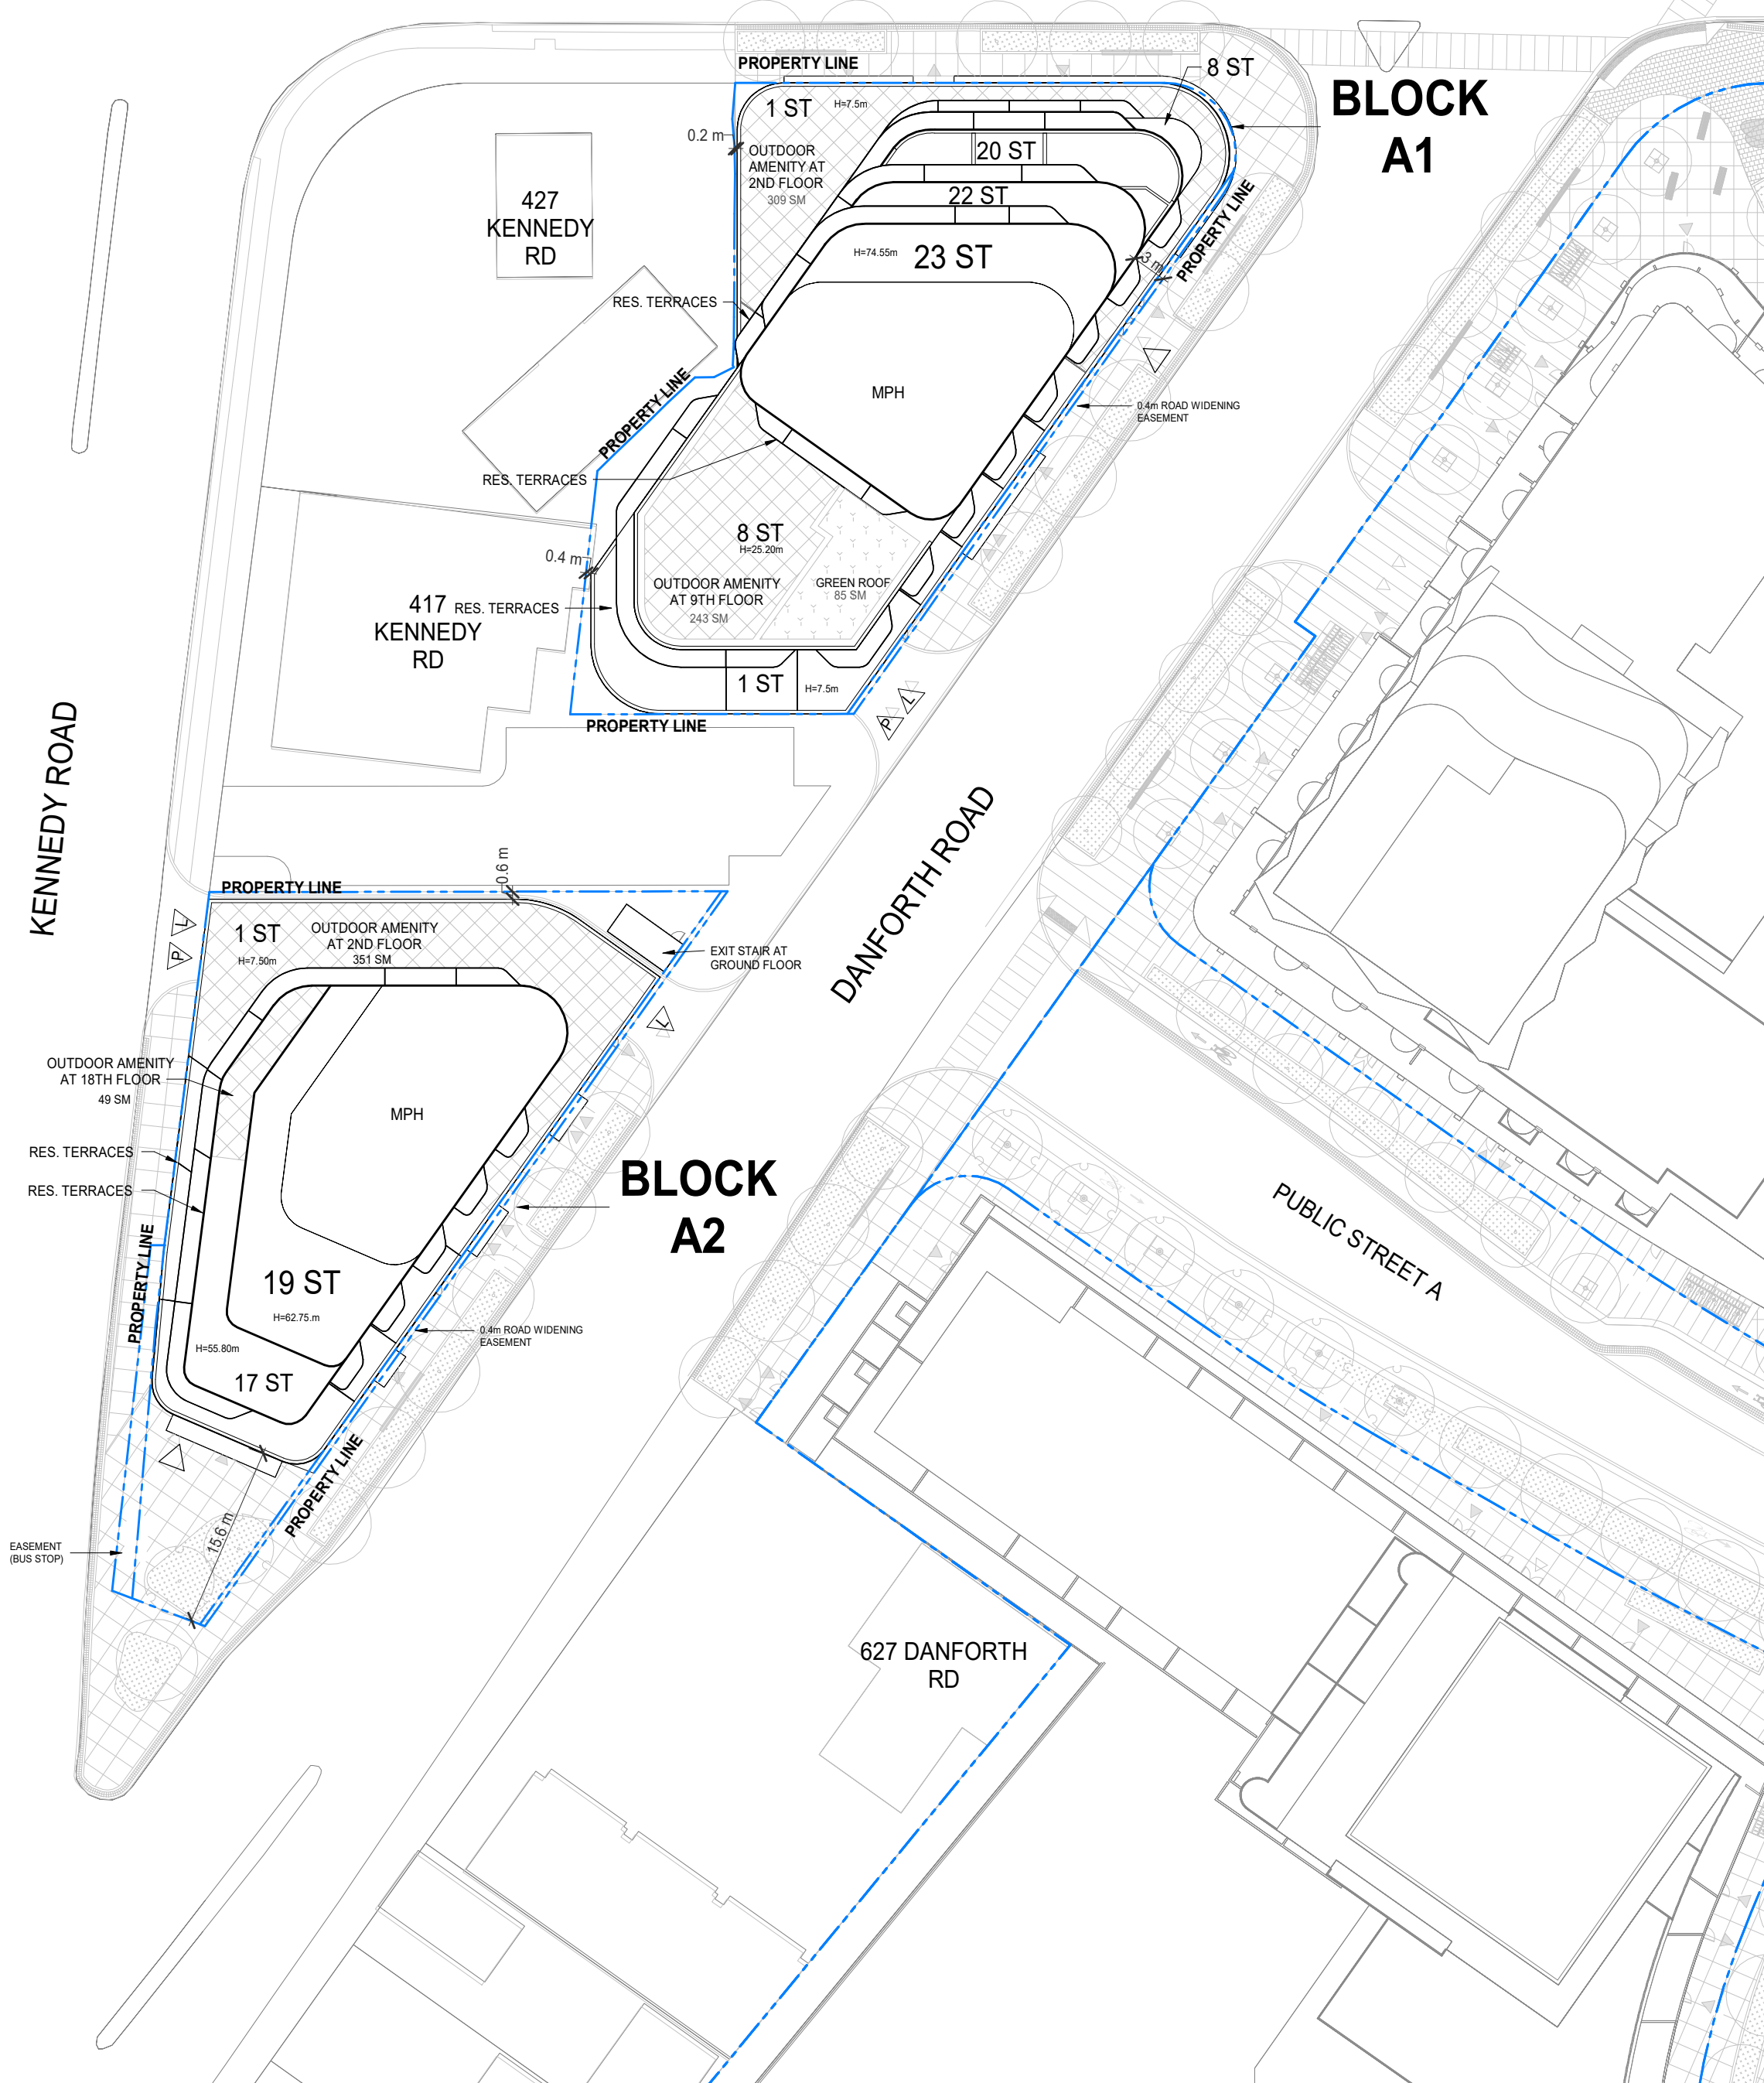 PROPERTY LINE
8 ST
BLOCK
A1
1 ST
H=7.5m
0.2 m
OUTDOOR
AMENITY AT
2ND FLOOR
309 SM
20 ST
22 ST
427
KENNEDY
RD
PROPERTY LINE
H=74.55m
23 ST
3 m
RES. TERRACES
MPH
PROPERTY LINE
0.4m ROAD WIDENING
EASEMENT
RES. TERRACES
8 ST
H=25.20m
0.4 m
OUTDOOR AMENITY
AT 9TH FLOOR
243 SM
GREEN ROOF
85 SM
417
KENNEDY
RD
RES. TERRACES
1 ST
H=7.5m
P
L
PROPERTY LINE
KENNEDY ROAD
DANFORTH ROAD
0.6 m
PROPERTY LINE
L
P
1 ST
H=7.50m
OUTDOOR AMENITY
AT 2ND FLOOR
351 SM
EXIT STAIR AT
GROUND FLOOR
L
OUTDOOR AMENITY
AT 18TH FLOOR
49 SM
MPH
RES. TERRACES
RES. TERRACES
BLOCK
A2
PUBLIC STREET A
PROPERTY LINE
19 ST
H=62.75.m
0.4m ROAD WIDENING
EASEMENT
H=55.80m
17 ST
PROPERTY LINE
15.6 m
EASEMENT
(BUS STOP)
627 DANFORTH
RD